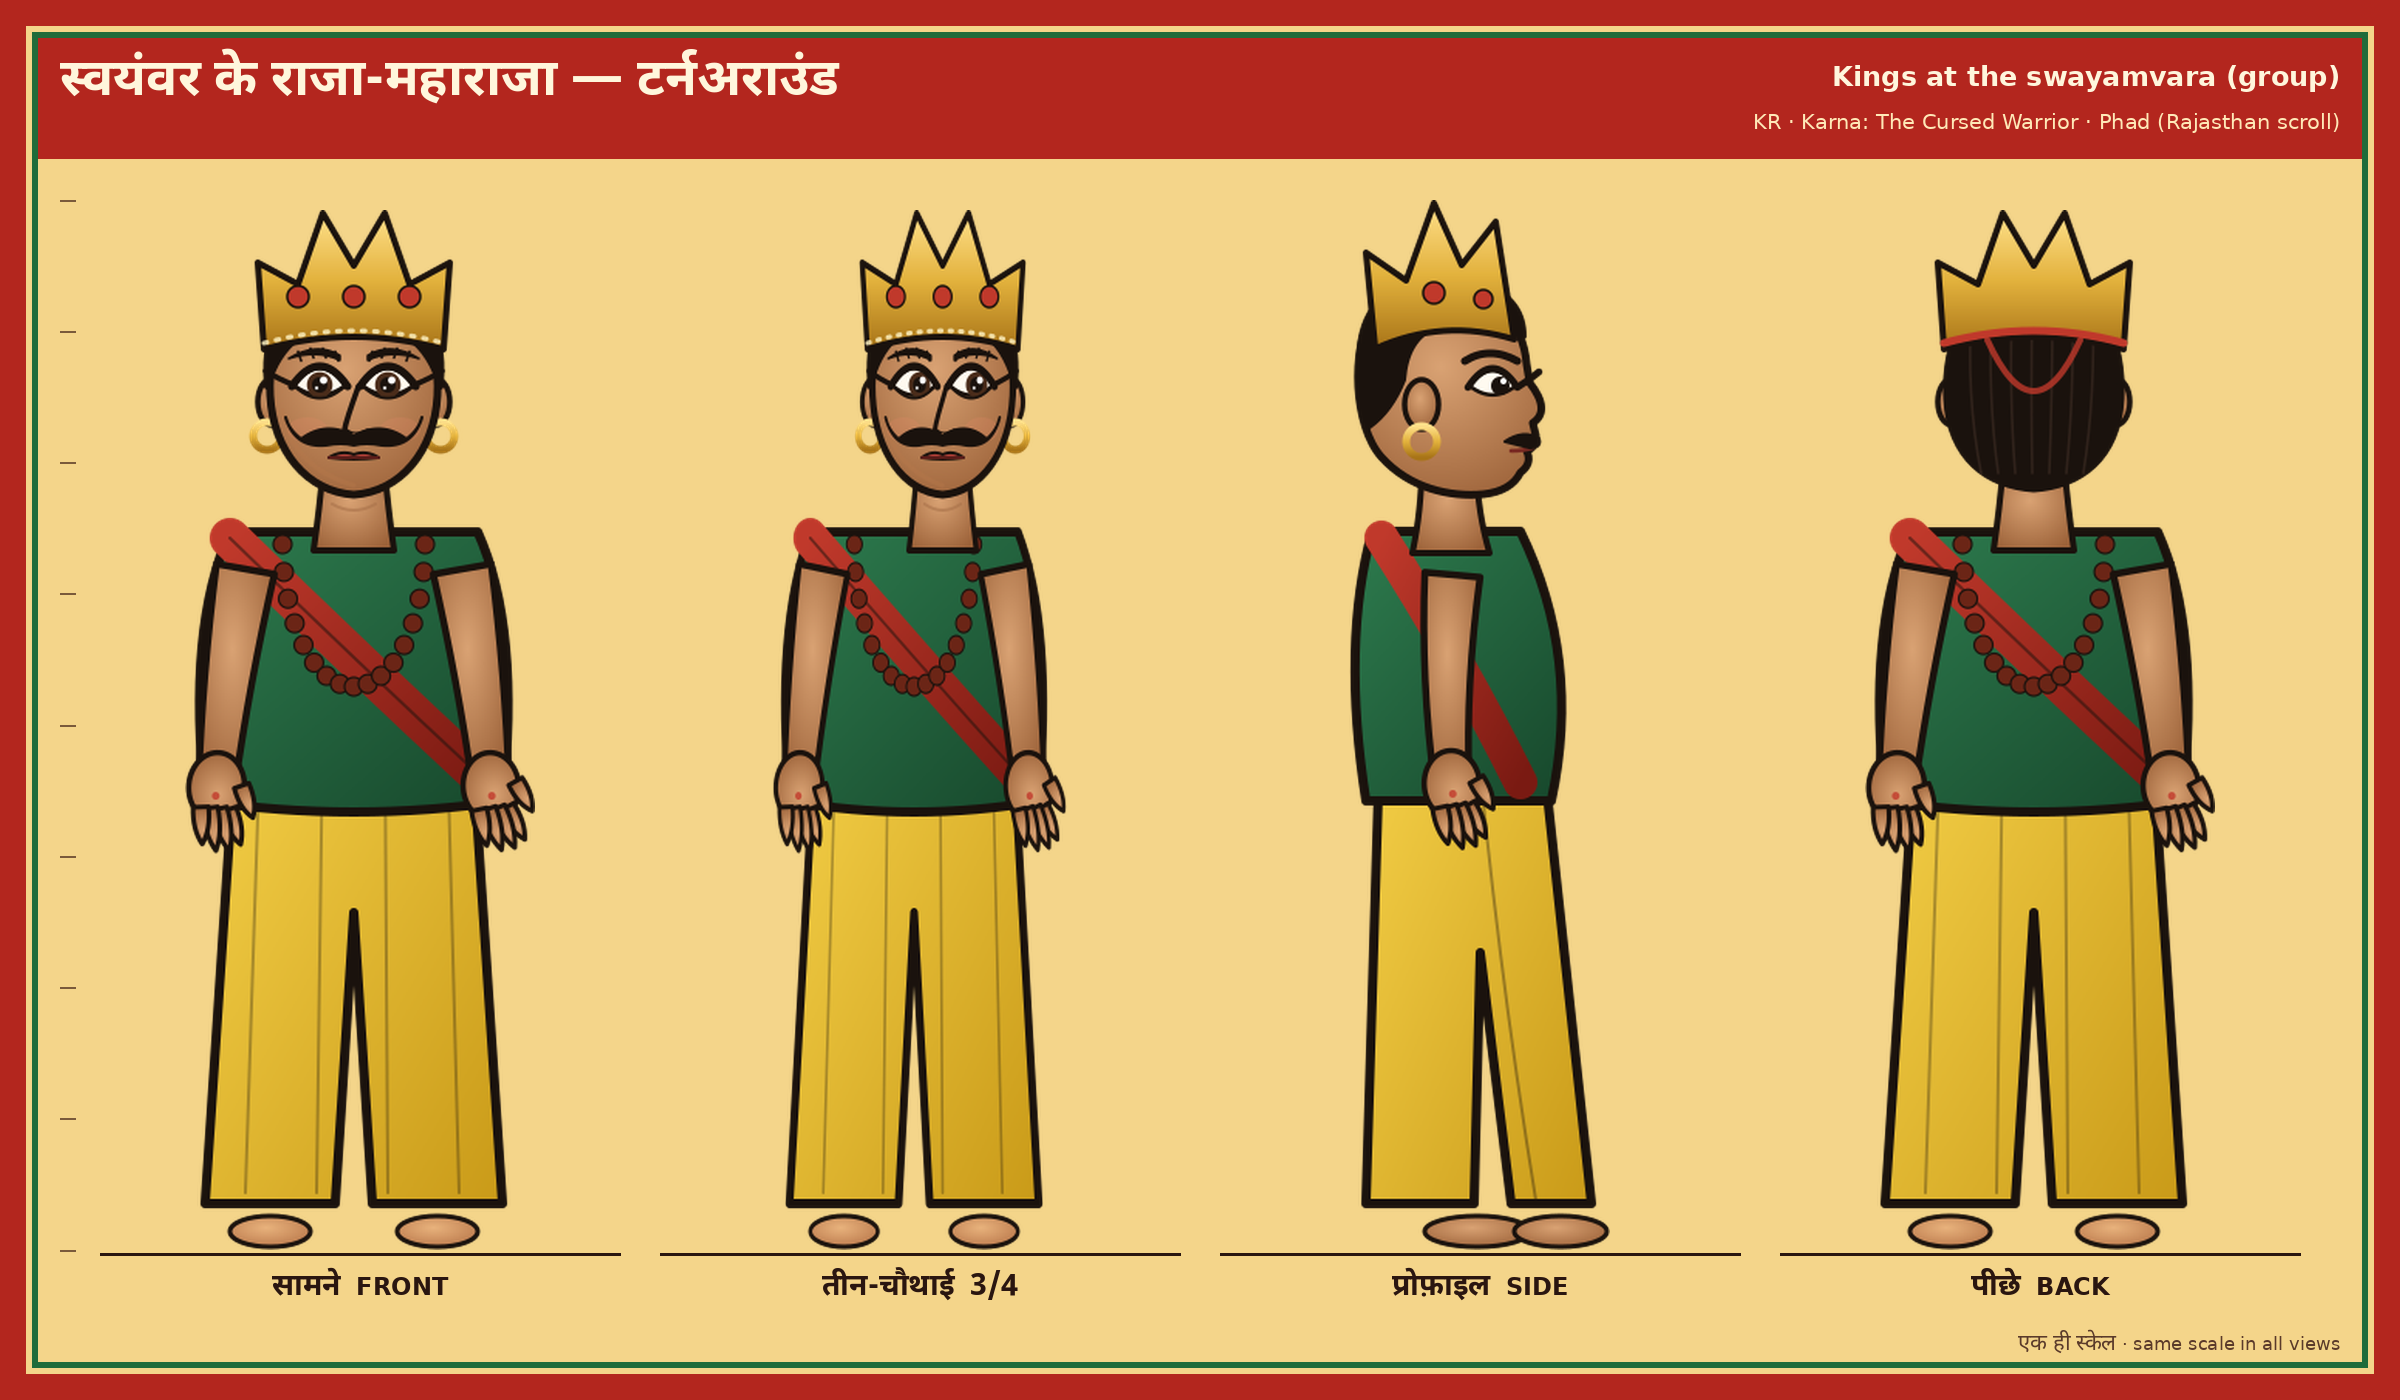 स्वयंवर के राजा-महाराजा — टर्नअराउंड
Kings at the swayamvara (group)
KR · Karna: The Cursed Warrior · Phad (Rajasthan scroll)
सामने FRONT
तीन-चौथाई 3/4
प्रोफ़ाइल SIDE
पीछे BACK
एक ही स्केल · same scale in all views